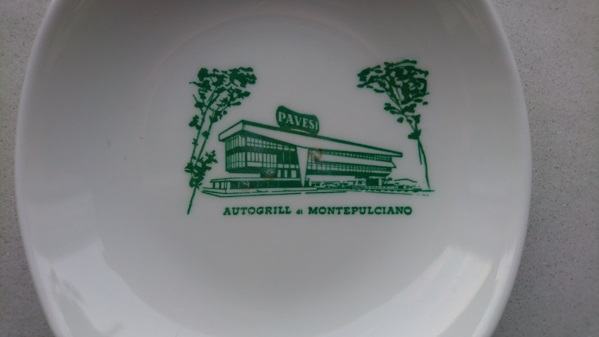 PAVESI
AUTOGRILL di MONTEPULCIANO